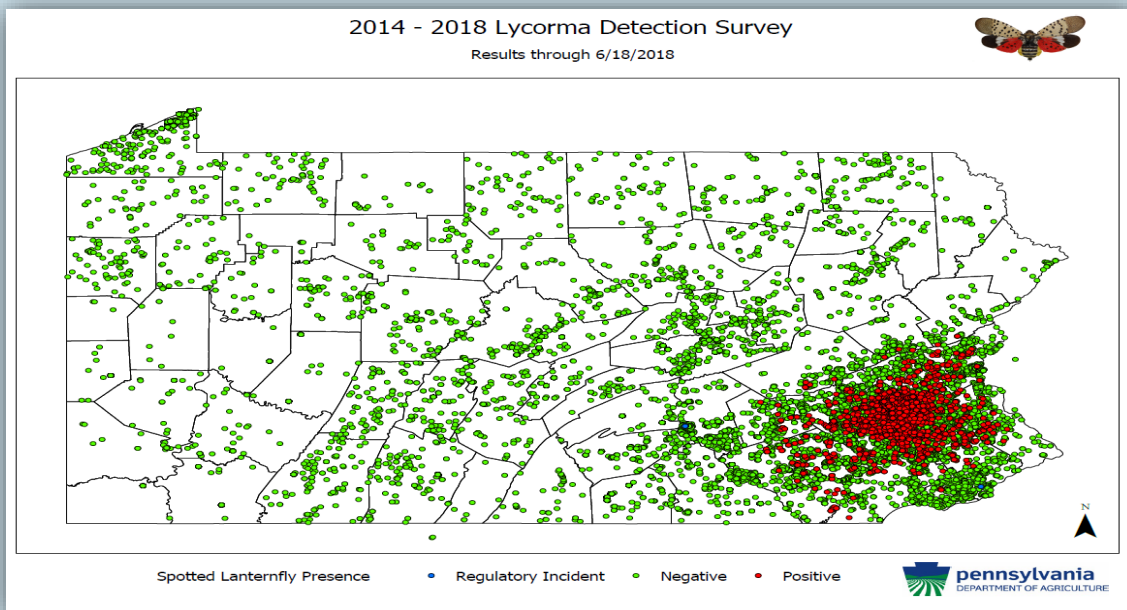 2014 - 2018 Lycorma Detection Survey
Results through 6/18/2018
N
Spotted Lanternfly Presence Regulatory Incident Negative Positive
pennsylvania
DEPARTMENT OF AGRICULTURE